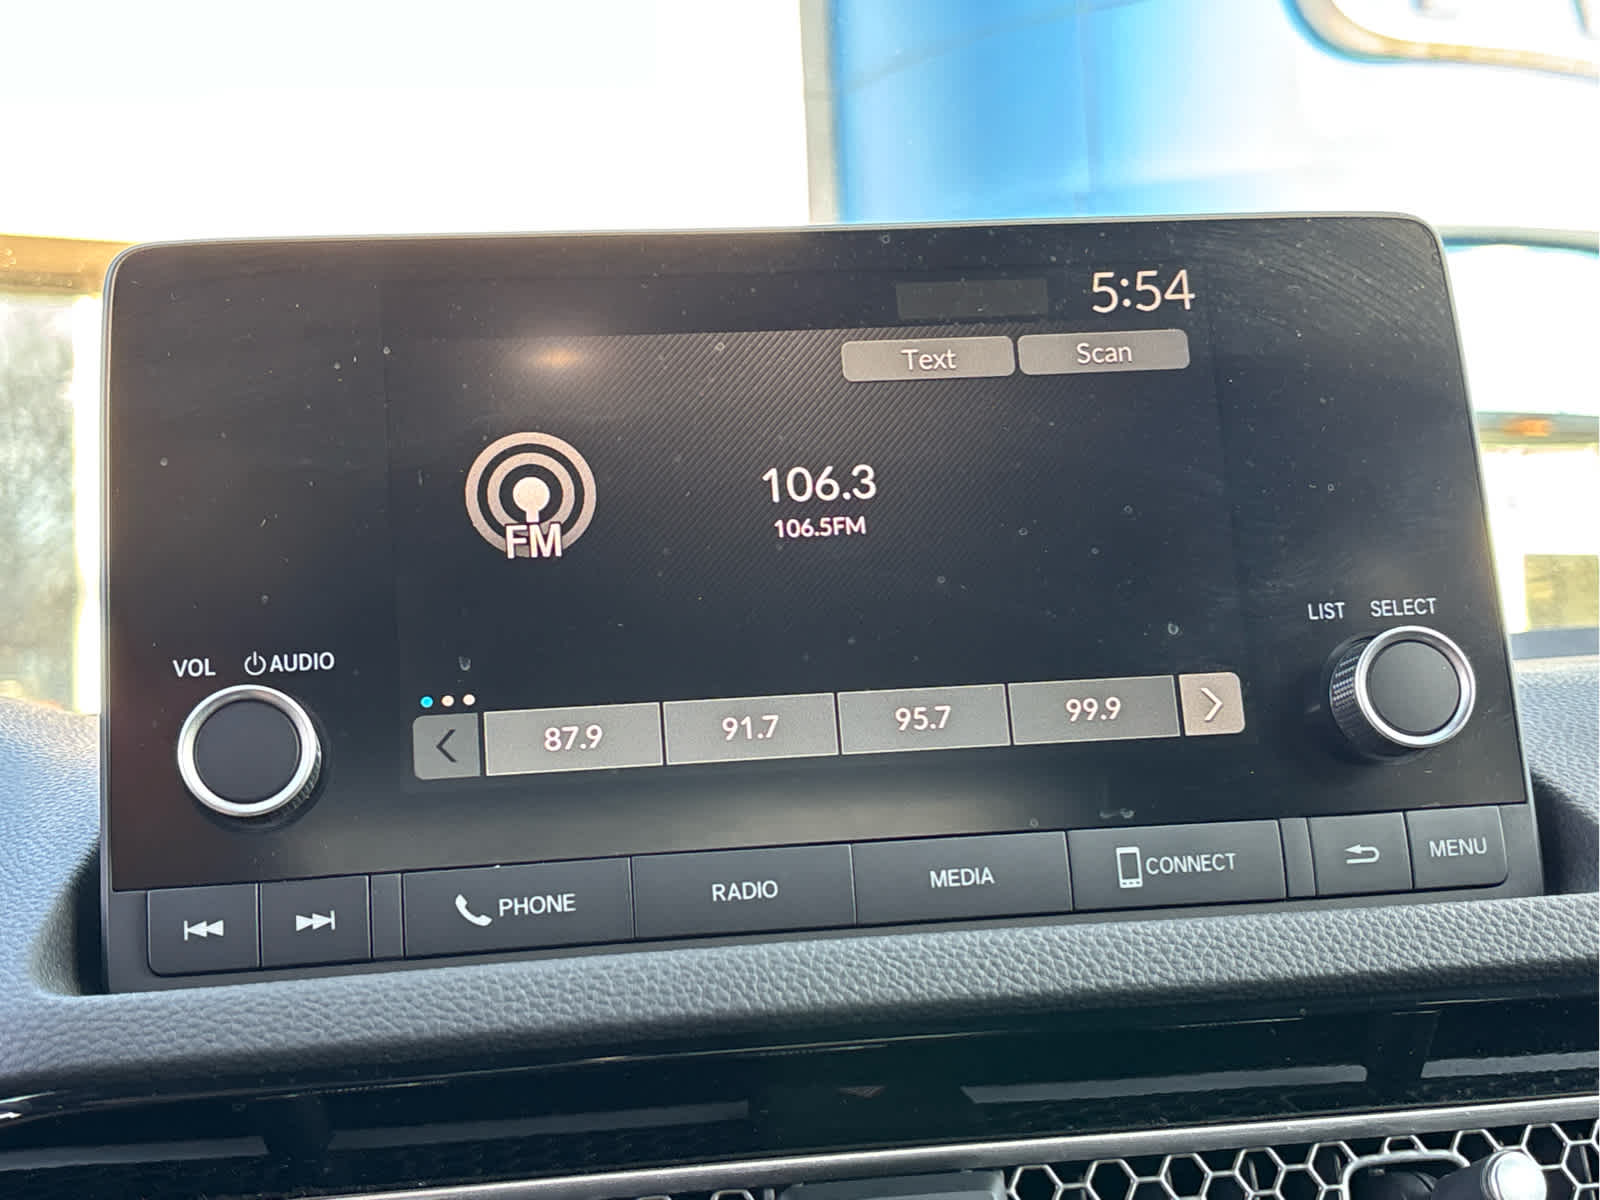 5:54
Text Scan
FM
106.3
106.5FM
LIST SELECT
VOL AUDIO
87.9 91.7 95.7 99.9
PHONE RADIO MEDIA CONNECT MENU